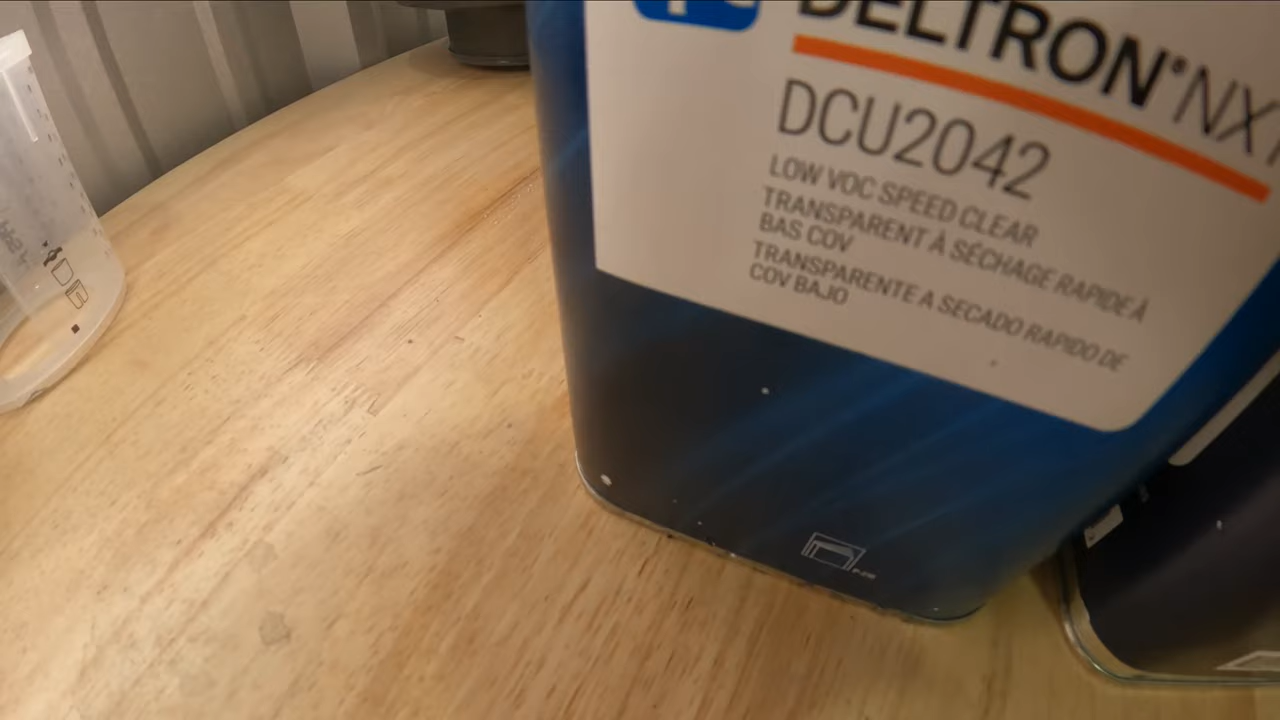 DELTRON® NX
DCU2042
LOW VOC SPEED CLEAR
TRANSPARENT À SÉCHAGE RAPIDE À
BAS COV
TRANSPARENTE A SECADO RAPIDO DE
COV BAJO